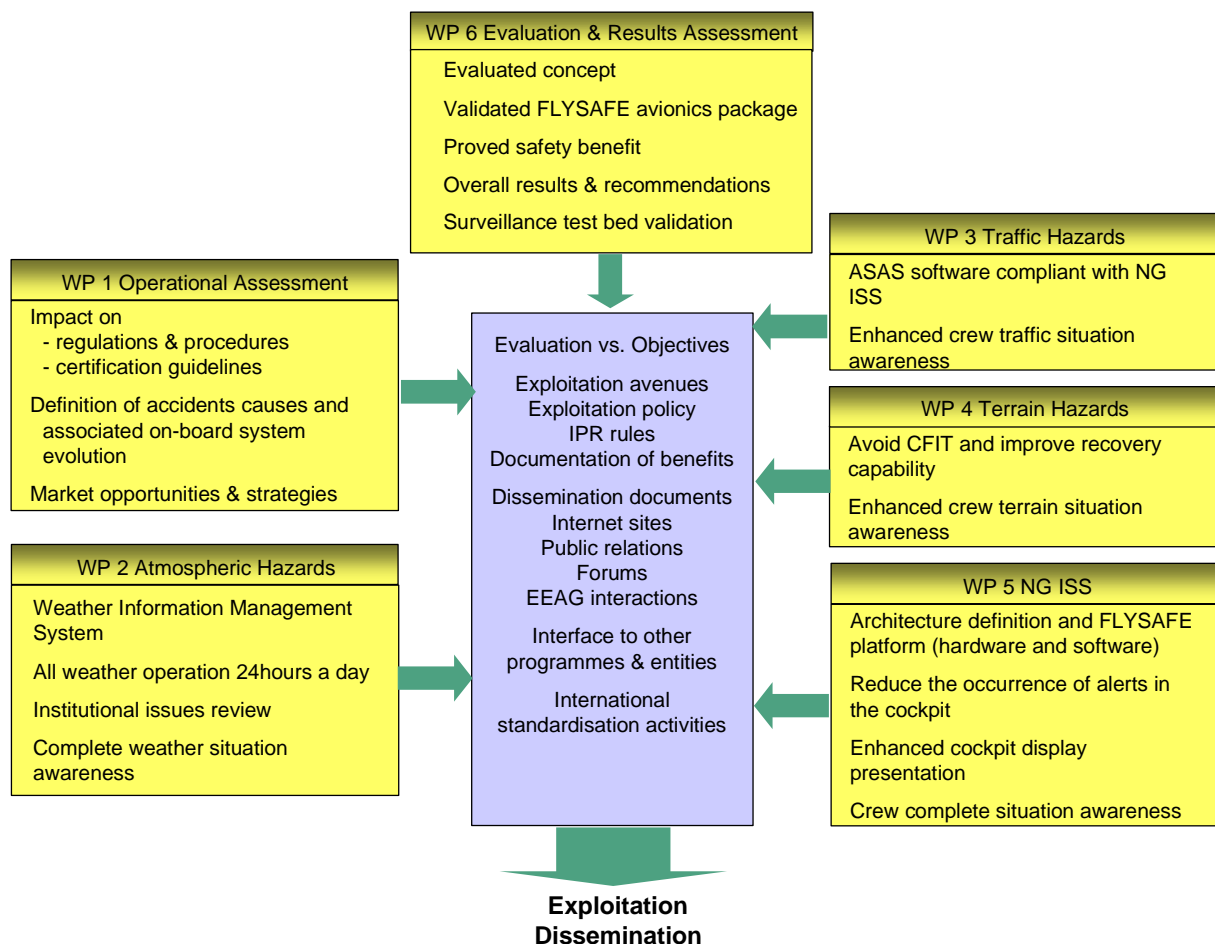 WP 6 Evaluation & Results Assessment
Evaluated concept
Validated FLYSAFE avionics package
Proved safety benefit
Overall results & recommendations
Surveillance test bed validation
WP 1 Operational Assessment
Impact on
- regulations & procedures
- certification guidelines
Definition of accidents causes and
associated on-board system
evolution
Market opportunities & strategies
WP 2 Atmospheric Hazards
Weather Information Management
System
All weather operation 24hours a day
Institutional issues review
Complete weather situation
awareness
Evaluation vs. Objectives
Exploitation avenues
Exploitation policy
IPR rules
Documentation of benefits
Dissemination documents
Internet sites
Public relations
Forums
EEAG interactions
Interface to other
programmes & entities
International
standardisation activities
WP 3 Traffic Hazards
ASAS software compliant with NG
ISS
Enhanced crew traffic situation
awareness
WP 4 Terrain Hazards
Avoid CFIT and improve recovery
capability
Enhanced crew terrain situation
awareness
WP 5 NG ISS
Architecture definition and FLYSAFE
platform (hardware and software)
Reduce the occurrence of alerts in
the cockpit
Enhanced cockpit display
presentation
Crew complete situation awareness
Exploitation
Dissemination